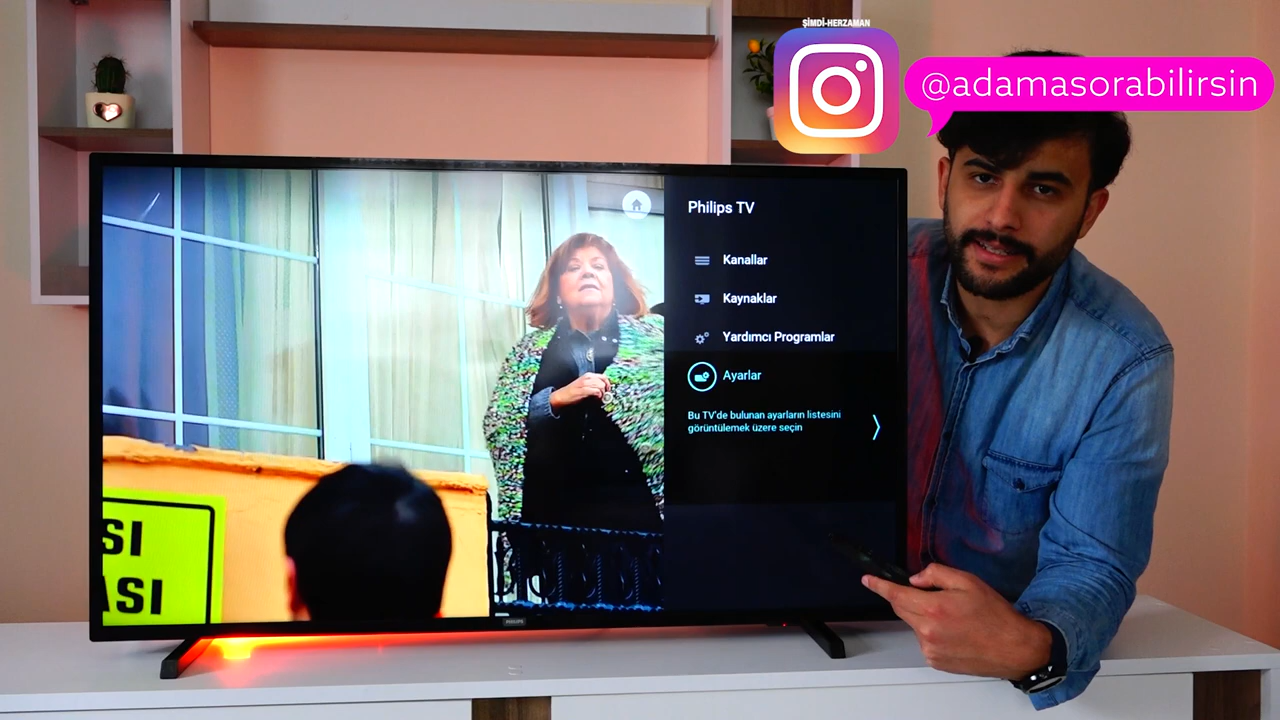 ŞİMDİ-HERZAMAN
@adamasorabilirsin
Philips TV
Kanallar
Kaynaklar
Yardımcı Programlar
Ayarlar
Bu TV'de bulunan ayarların listesini
görüntülemek üzere seçin
SI
ASI
PHILIPS